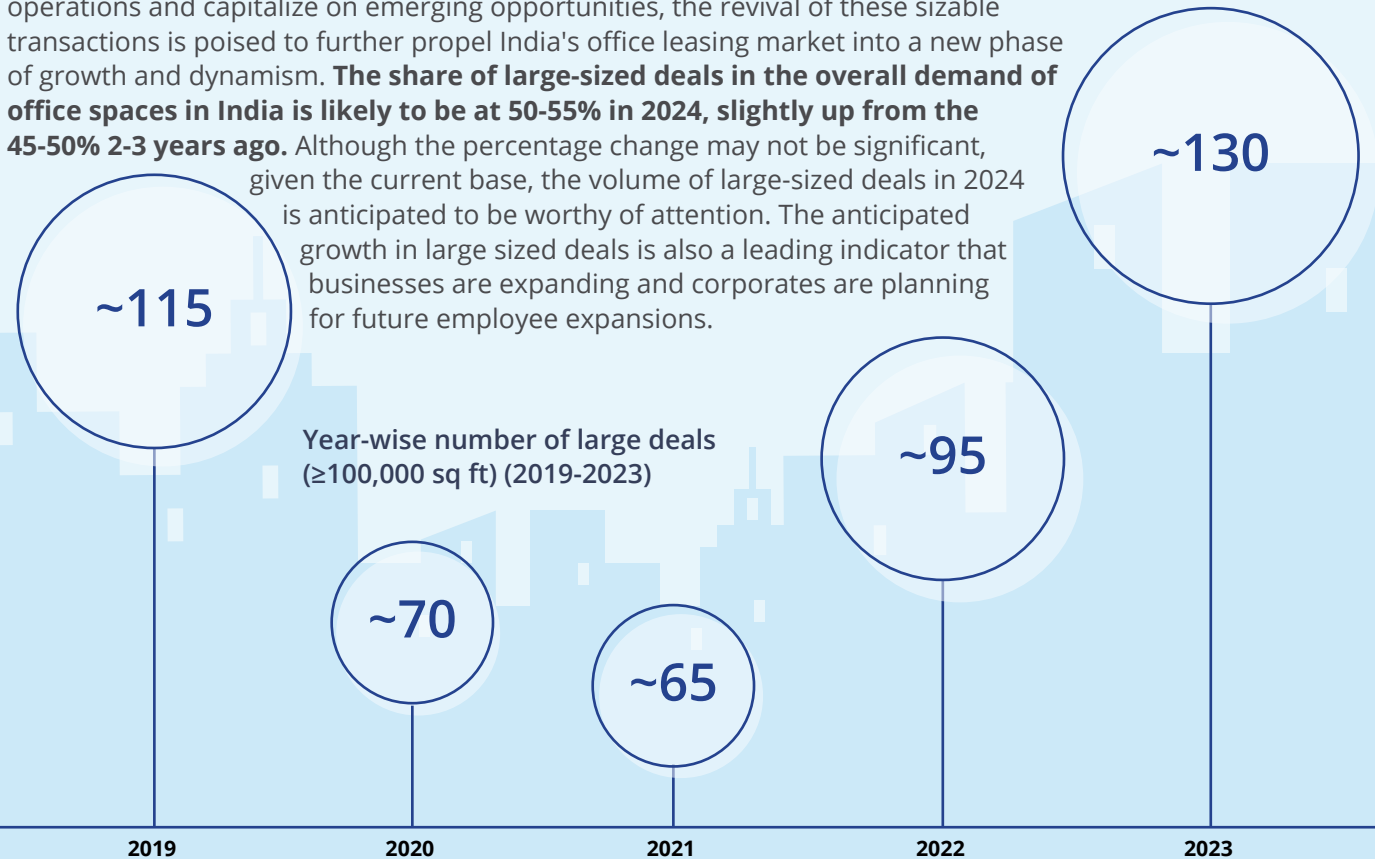 operations and capitalize on emerging opportunities, the revival of these sizable
transactions is poised to further propel India's office leasing market into a new phase
of growth and dynamism. The share of large-sized deals in the overall demand of
office spaces in India is likely to be at 50-55% in 2024, slightly up from the
45-50% 2-3 years ago. Although the percentage change may not be significant,
given the current base, the volume of large-sized deals in 2024
is anticipated to be worthy of attention. The anticipated
growth in large sized deals is also a leading indicator that
businesses are expanding and corporates are planning
for future employee expansions.
Year-wise number of large deals
(≥100,000 sq ft) (2019-2023)
~115
~70
~65
~95
~130
2019
2020
2021
2022
2023